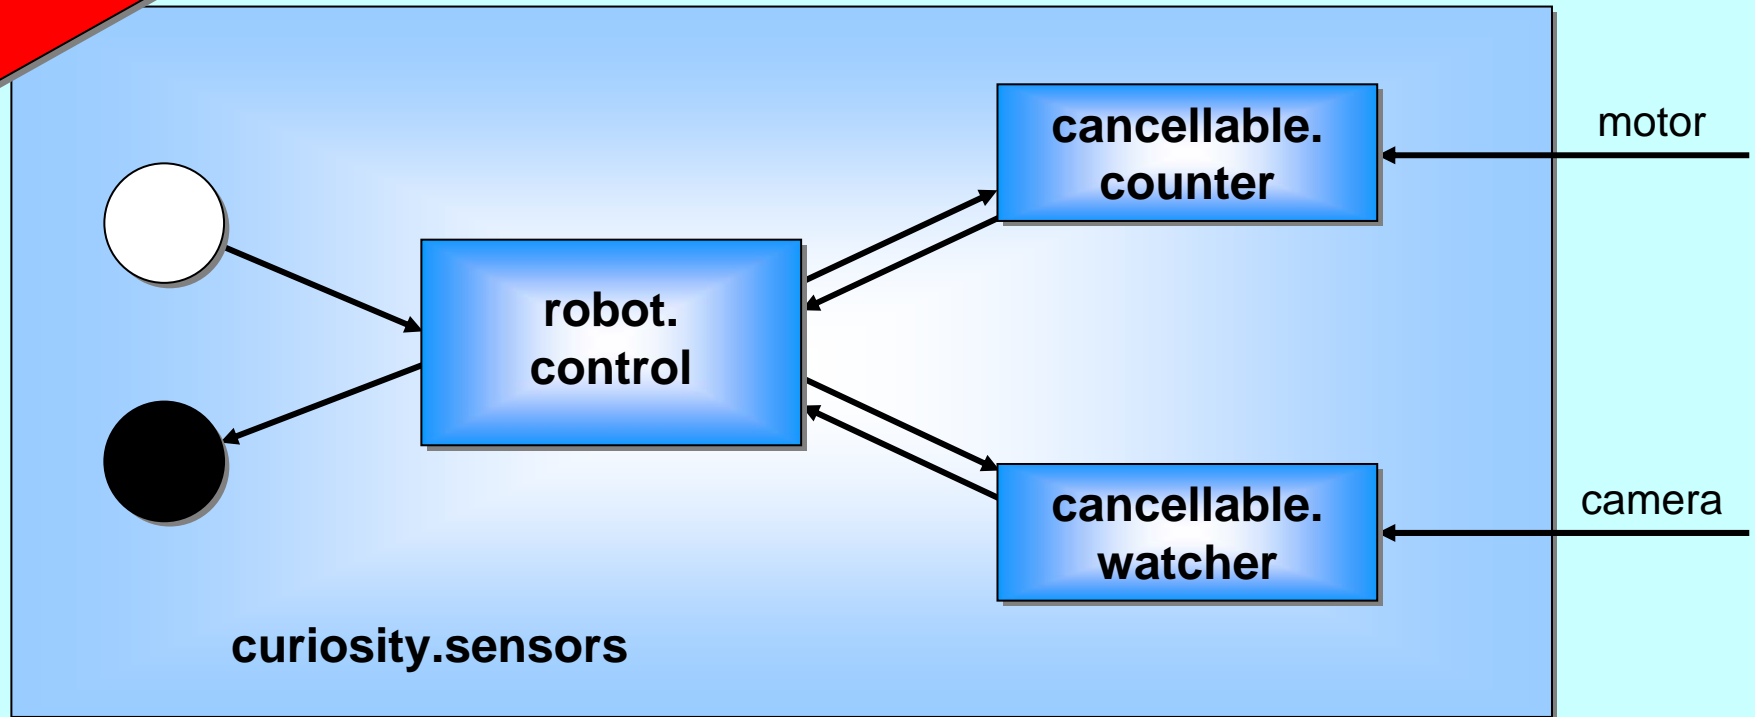 cancellable.
counter
motor
robot.
control
cancellable.
watcher
camera
curiosity.sensors